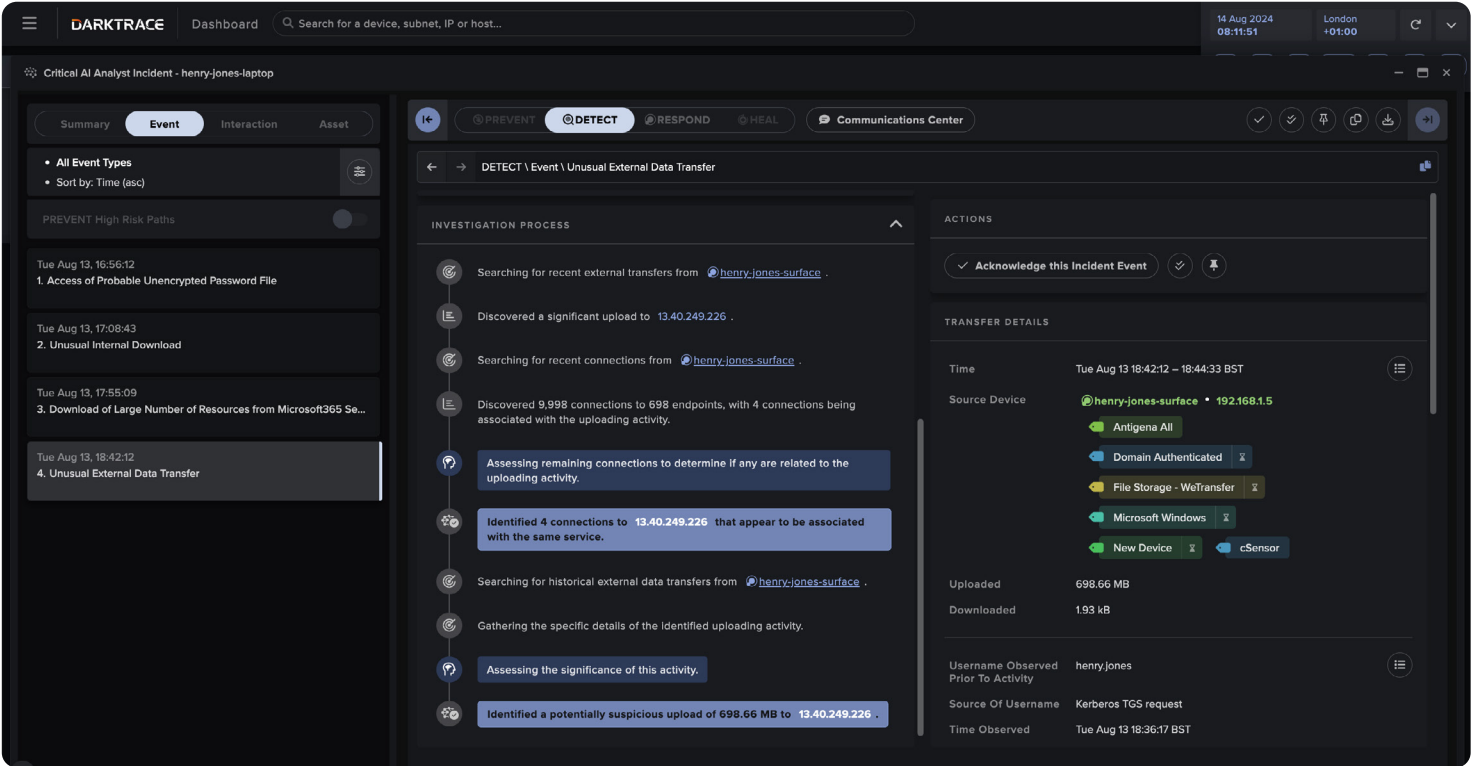 DARKTRACE
Dashboard
Search for a device, subnet, IP or host...
14 Aug 2024
08:11:51
London
+01:00
Critical AI Analyst Incident - henry-jones-laptop
Summary
Event
Interaction
Asset
All Event Types
Sort by: Time (asc)
PREVENT High Risk Paths
Tue Aug 13, 16:56:12
1. Access of Probable Unencrypted Password File
Tue Aug 13, 17:08:43
2. Unusual Internal Download
Tue Aug 13, 17:55:09
3. Download of Large Number of Resources from Microsoft365 Se...
Tue Aug 13, 18:42:12
4. Unusual External Data Transfer
PREVENT
DETECT
RESPOND
HEAL
Communications Center
DETECT \ Event \ Unusual External Data Transfer
INVESTIGATION PROCESS
Searching for recent external transfers from henry-jones-surface .
Discovered a significant upload to 13.40.249.226 .
Searching for recent connections from henry-jones-surface .
Discovered 9,998 connections to 698 endpoints, with 4 connections being
associated with the uploading activity.
Assessing remaining connections to determine if any are related to the
uploading activity.
Identified 4 connections to 13.40.249.226 that appear to be associated
with the same service.
Searching for historical external data transfers from henry-jones-surface .
Gathering the specific details of the identified uploading activity.
Assessing the significance of this activity.
Identified a potentially suspicious upload of 698.66 MB to 13.40.249.226 .
ACTIONS
Acknowledge this Incident Event
TRANSFER DETAILS
Time
Tue Aug 13 18:42:12 – 18:44:33 BST
Source Device
henry-jones-surface • 192.168.1.5
Antigena All
Domain Authenticated
File Storage - WeTransfer
Microsoft Windows
New Device
cSensor
Uploaded
698.66 MB
Downloaded
1.93 kB
Username Observed
Prior To Activity
henry.jones
Source Of Username
Kerberos TGS request
Time Observed
Tue Aug 13 18:36:17 BST